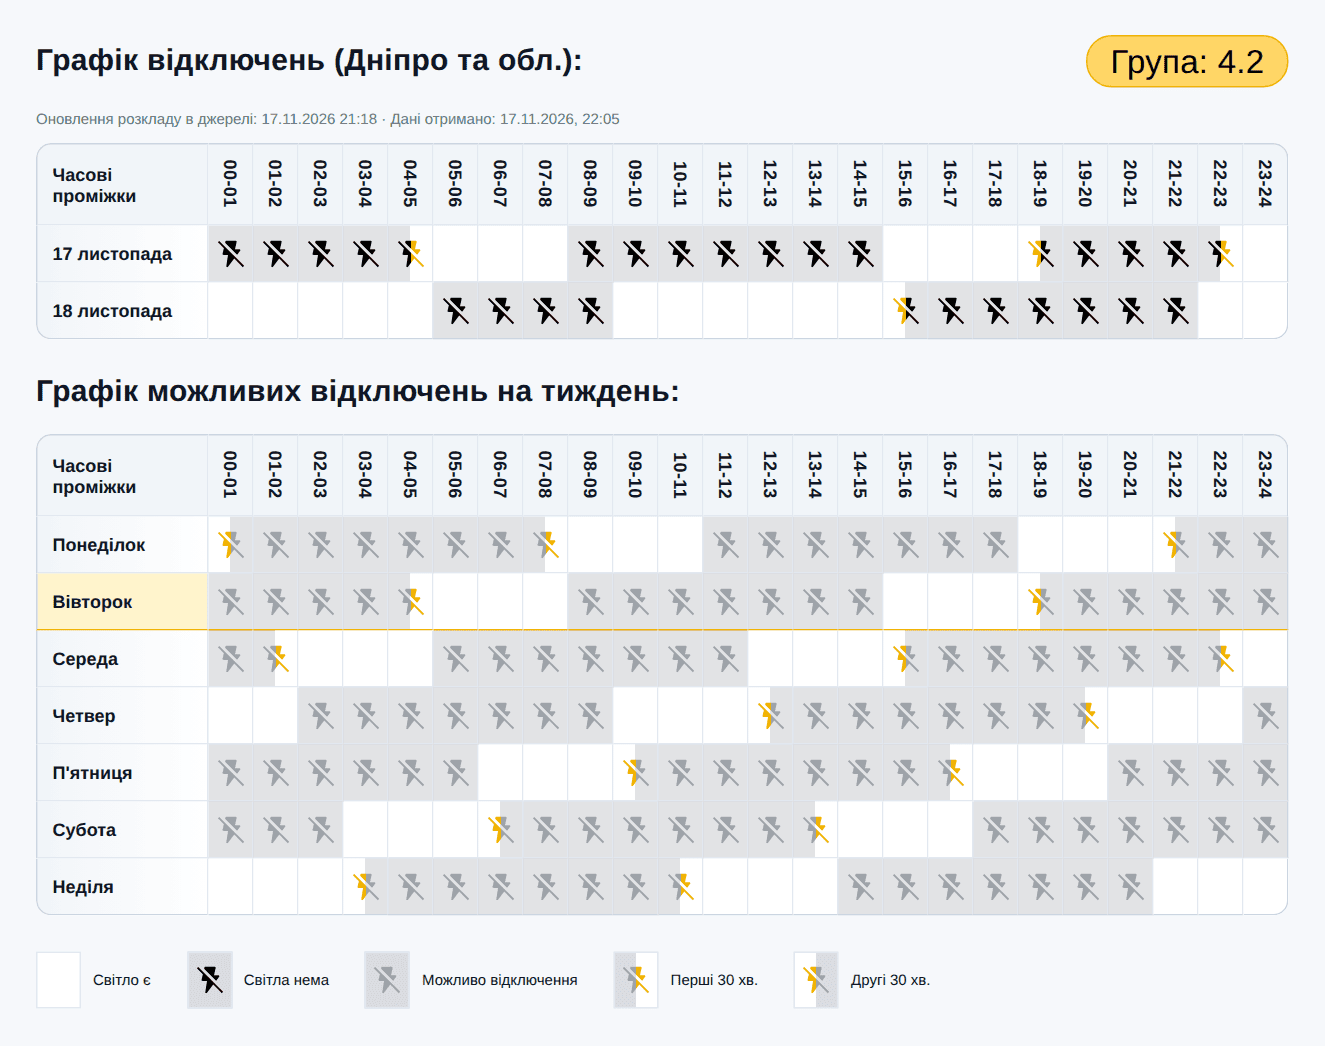 Графік відключень (Дніпро та обл.):
Група: 4.2
Оновлення розкладу в джерелі: 17.11.2026 21:18 · Дані отримано: 17.11.2026, 22:05
Часові проміжки 00-01 01-02 02-03 03-04 04-05 05-06 06-07 07-08 08-09 09-10 10-11 11-12 12-13 13-14 14-15 15-16 16-17 17-18 18-19 19-20 20-21 21-22 22-23 23-24
17 листопада
18 листопада
Графік можливих відключень на тиждень:
Часові проміжки 00-01 01-02 02-03 03-04 04-05 05-06 06-07 07-08 08-09 09-10 10-11 11-12 12-13 13-14 14-15 15-16 16-17 17-18 18-19 19-20 20-21 21-22 22-23 23-24
Понеділок
Вівторок
Середа
Четвер
П'ятниця
Субота
Неділя
Світло є Світла нема Можливо відключення Перші 30 хв. Другі 30 хв.